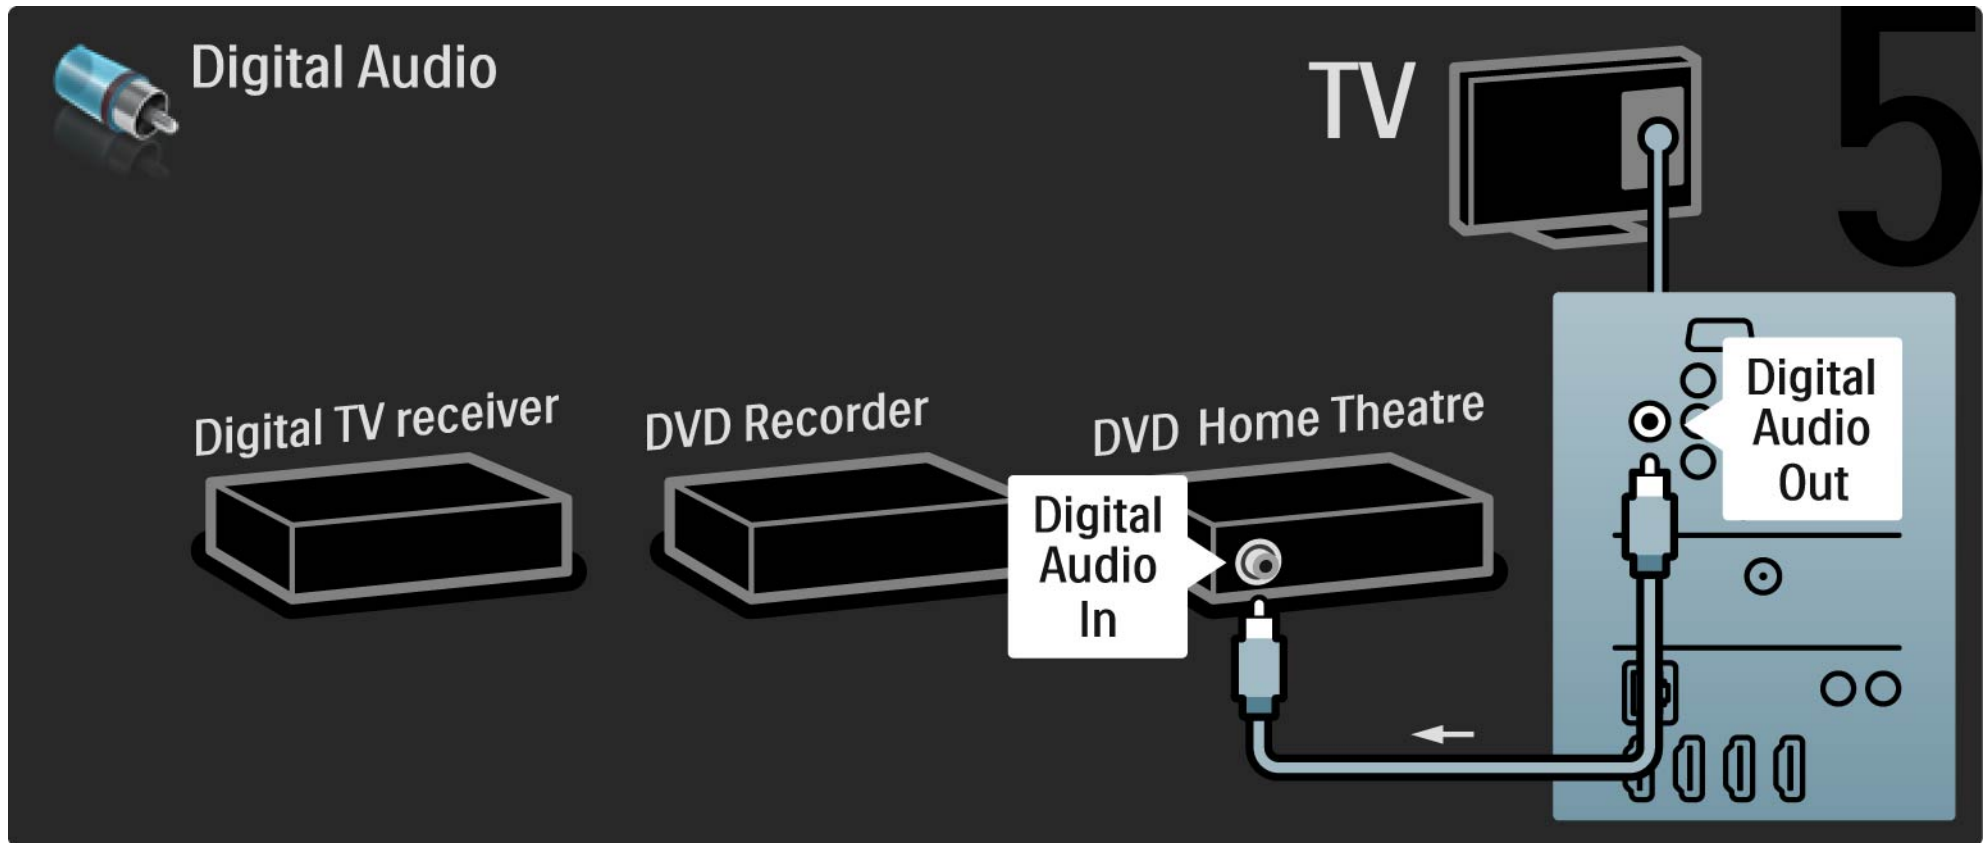 Digital Audio
TV
5
Digital TV receiver
DVD Recorder
DVD Home Theatre
Digital
Audio
In
Digital
Audio
Out